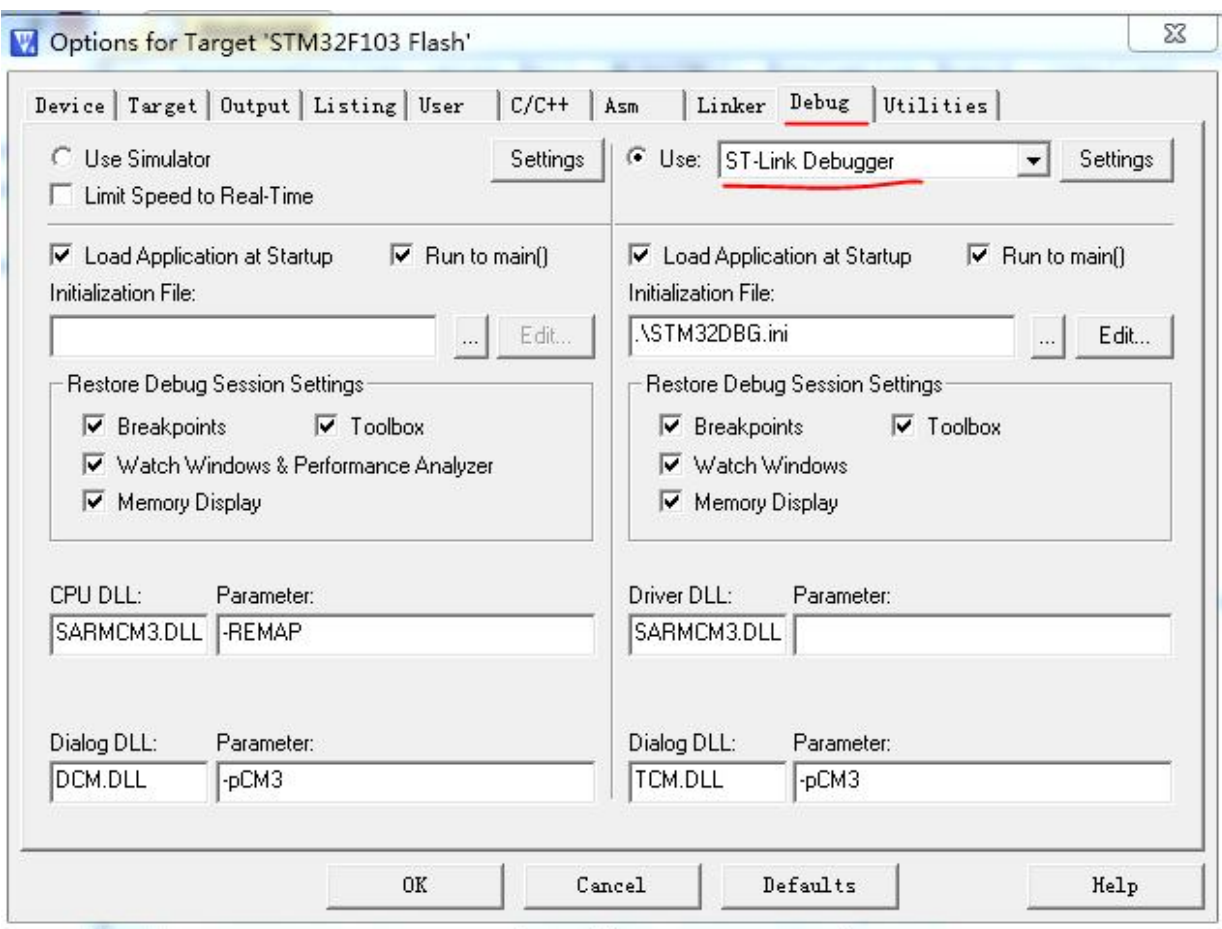 Options for Target 'STM32F103 Flash'
Device Target Output Listing User C/C++ Asm Linker Debug Utilities
Use Simulator Settings Use: ST-Link Debugger Settings
Limit Speed to Real-Time
Load Application at Startup Run to main() Load Application at Startup Run to main()
Initialization File: Initialization File:
... Edit... .\STM32DBG.ini ... Edit...
Restore Debug Session Settings Restore Debug Session Settings
Breakpoints Toolbox Breakpoints Toolbox
Watch Windows & Performance Analyzer Watch Windows
Memory Display Memory Display
CPU DLL: Parameter: Driver DLL: Parameter:
SARMCM3.DLL -REMAP SARMCM3.DLL
Dialog DLL: Parameter: Dialog DLL: Parameter:
DCM.DLL -pCM3 TCM.DLL -pCM3
OK Cancel Defaults Help